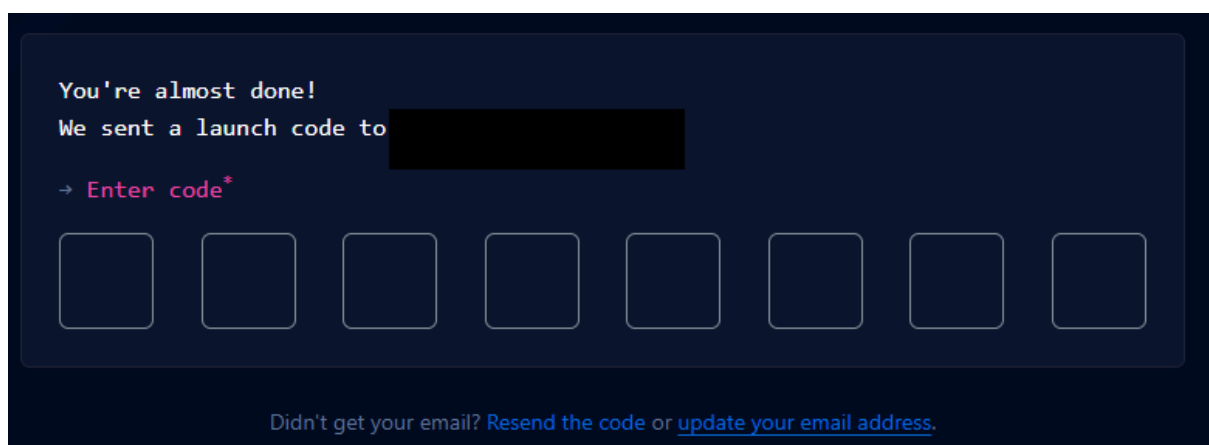 You're almost done!
We sent a launch code to
→ Enter code*
Didn't get your email? Resend the code or update your email address.